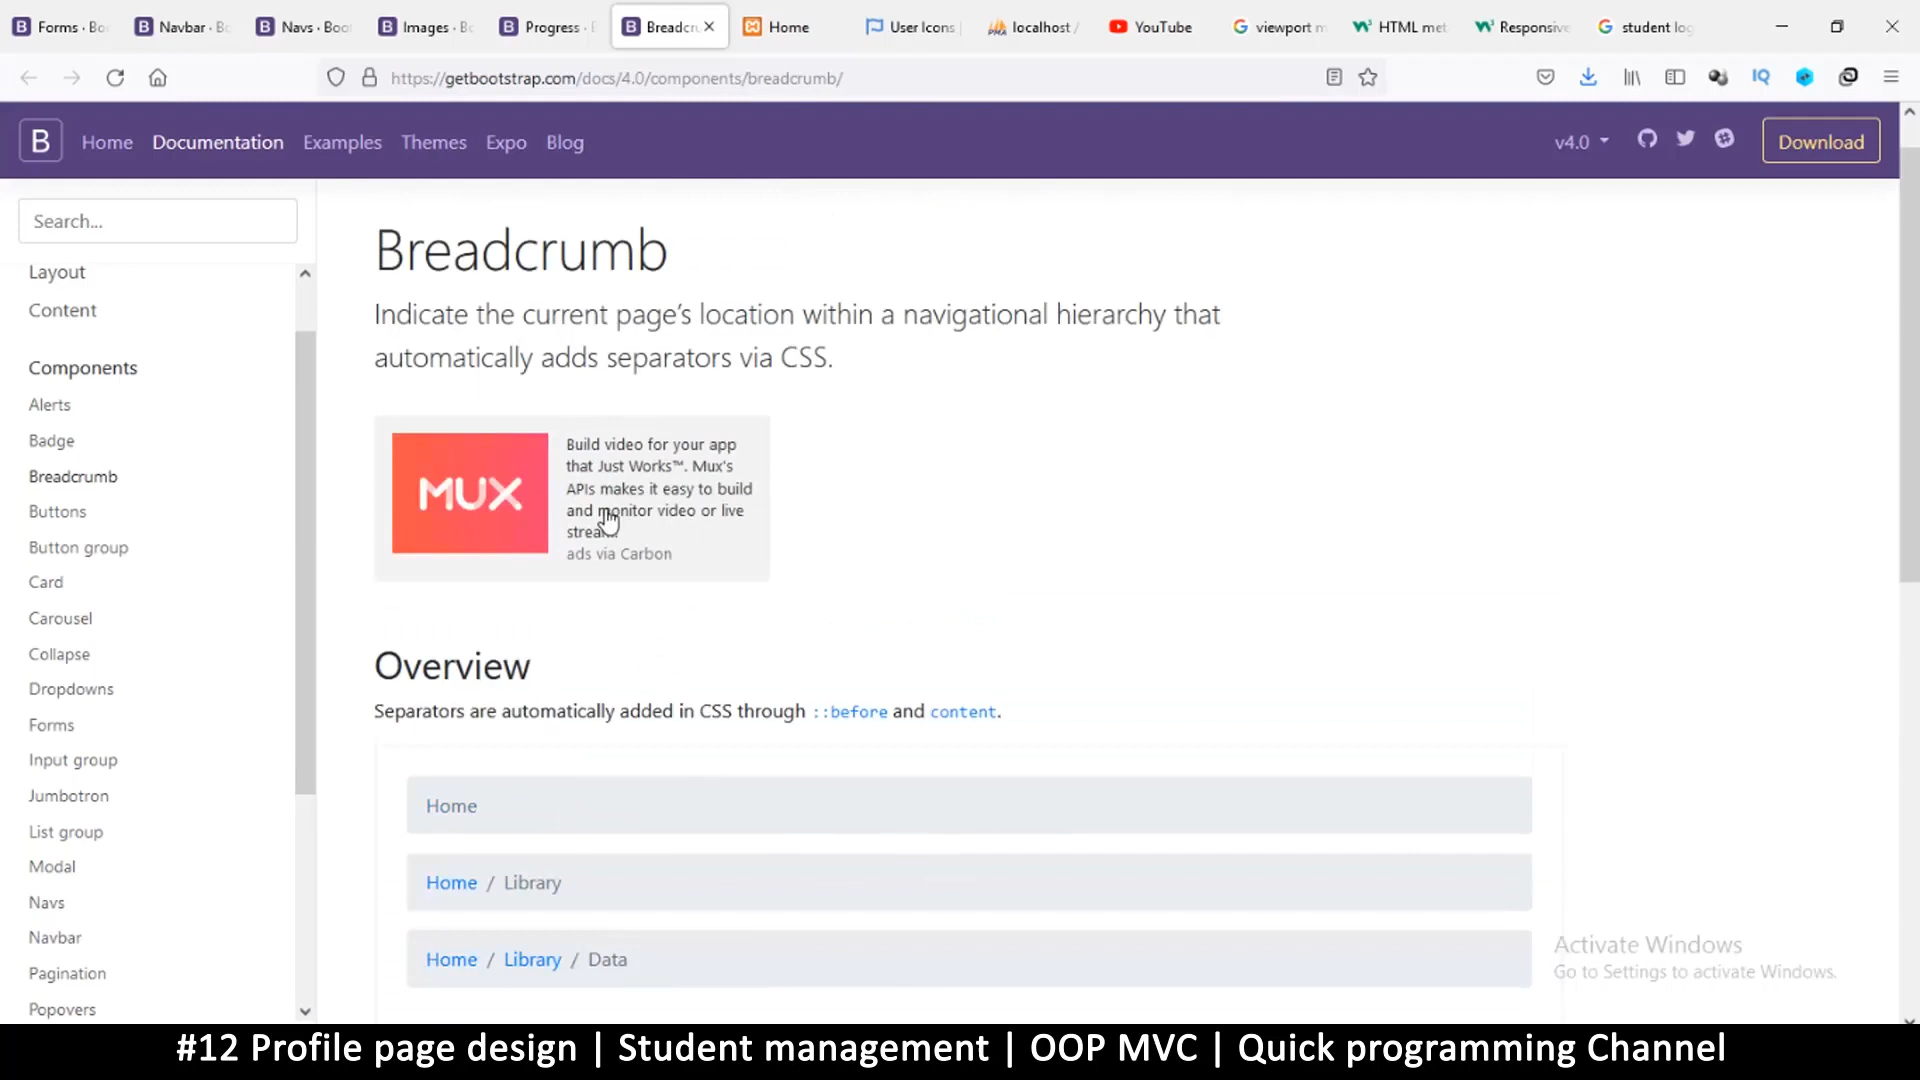 Forms · Bo
Navbar · B
Navs · Boo
Images · Bo
Progress ·
Breadcru
Home
User Icons
localhost /
YouTube
viewport m
HTML met
Responsive
student log
https://getbootstrap.com/docs/4.0/components/breadcrumb/
IQ
B Home Documentation Examples Themes Expo Blog v4.0 Download
Search...
Layout
Content
Components
Alerts
Badge
Breadcrumb
Buttons
Button group
Card
Carousel
Collapse
Dropdowns
Forms
Input group
Jumbotron
List group
Modal
Navs
Navbar
Pagination
Popovers
Breadcrumb
Indicate the current page's location within a navigational hierarchy that
automatically adds separators via CSS.
MUX
Build video for your app
that Just Works™. Mux's
APIs makes it easy to build
and monitor video or live
ads via Carbon
Overview
Separators are automatically added in CSS through ::before and content.
Home
Home / Library
Home / Library / Data
Activate Windows
Go to Settings to activate Windows.
#12 Profile page design | Student management | OOP MVC | Quick programming Channel